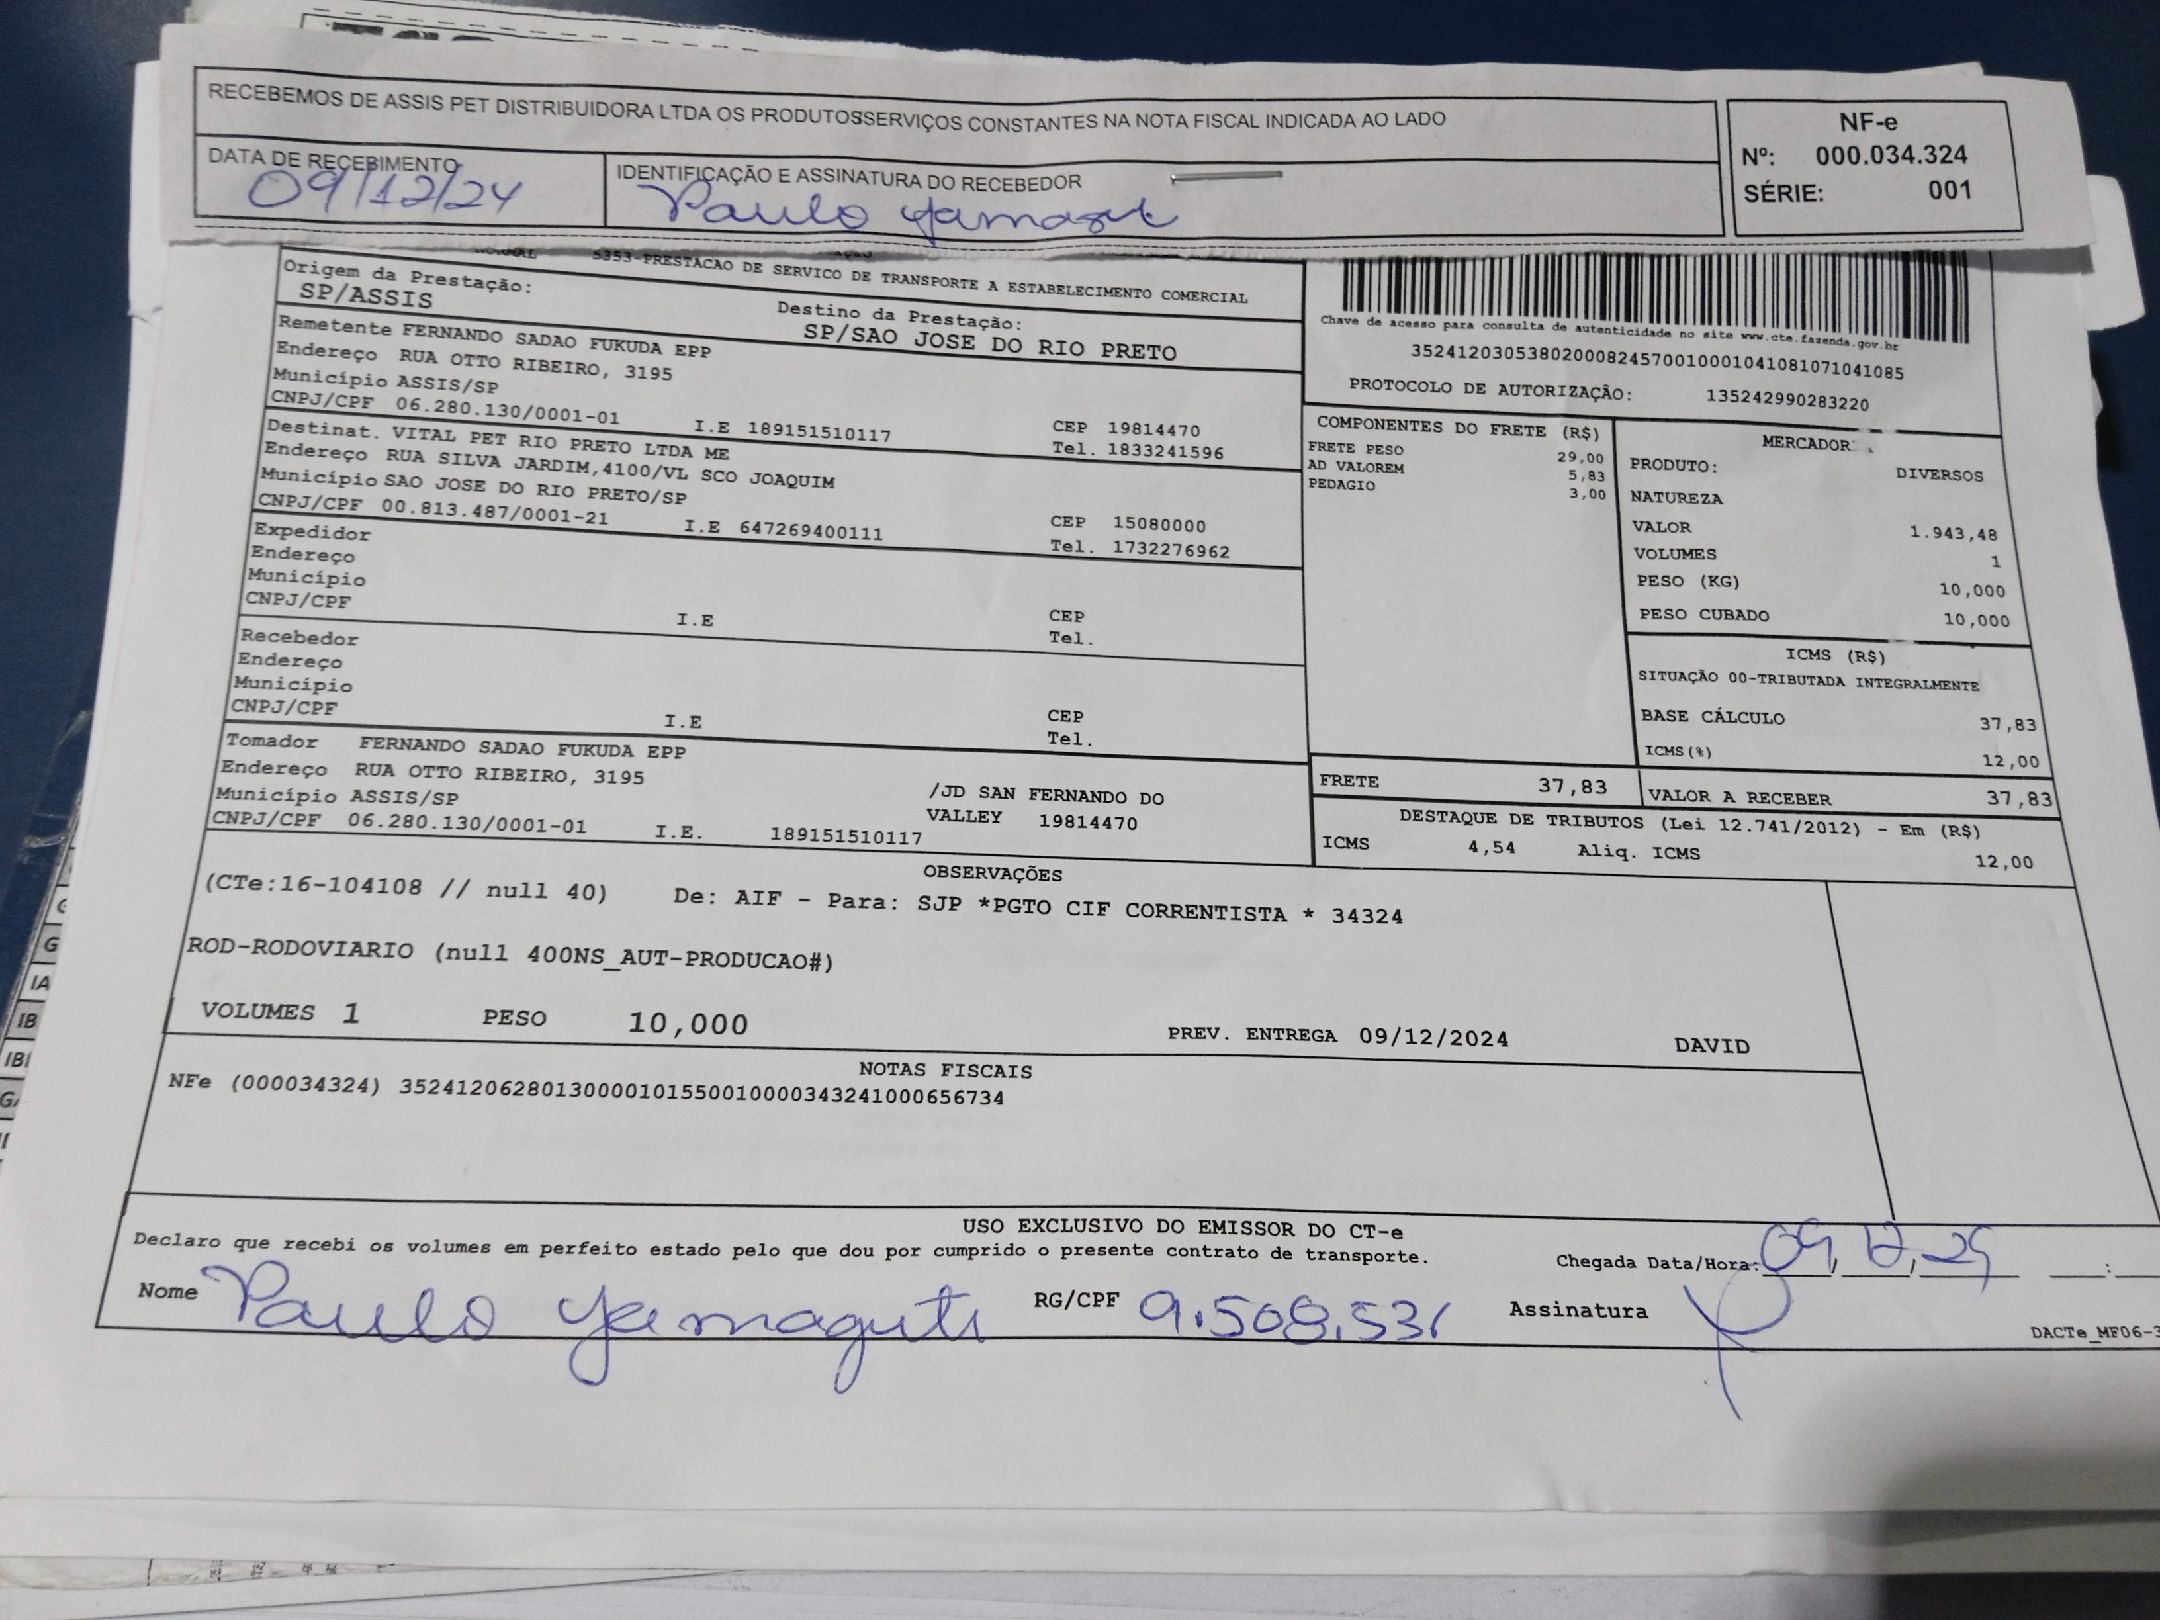 RECEBEMOS DE ASSIS PET DISTRIBUIDORA LTDA OS PRODUTOSSERVIÇOS CONSTANTES NA NOTA FISCAL INDICADA AO LADO
DATA DE RECEBIMENTO
09/12/24
IDENTIFICAÇÃO E ASSINATURA DO RECEBEDOR
Paulo
NF-e
Nº: 000.034.324
SÉRIE: 001
5353-PRESTACAO DE SERVICO DE TRANSPORTE A ESTABELECIMENTO COMERCIAL
Origem da Prestação:
SP/ASSIS
Destino da Prestação:
SP/SAO JOSE DO RIO PRETO
Remetente FERNANDO SADAO FUKUDA EPP
Endereço RUA OTTO RIBEIRO, 3195
Município ASSIS/SP
CNPJ/CPF 06.280.130/0001-01 I.E 189151510117
CEP 19814470
Tel. 1833241596
Destinat. VITAL PET RIO PRETO LTDA ME
Endereço RUA SILVA JARDIM,4100/VL SCO JOAQUIM
Município SAO JOSE DO RIO PRETO/SP
CNPJ/CPF 00.813.487/0001-21 I.E 647269400111
CEP 15080000
Tel. 1732276962
Expedidor
Endereço
Município
CNPJ/CPF I.E
CEP
Tel.
Recebedor
Endereço
Município
CNPJ/CPF I.E
CEP
Tel.
Tomador FERNANDO SADAO FUKUDA EPP
Endereço RUA OTTO RIBEIRO, 3195
Município ASSIS/SP
CNPJ/CPF 06.280.130/0001-01 I.E. 189151510117
/JD SAN FERNANDO DO
VALLEY 19814470
Chave de acesso para consulta de autenticidade no site www.cte.fazenda.gov.br
35241203053802000824570010001041081071041085
PROTOCOLO DE AUTORIZAÇÃO: 135242990283220
COMPONENTES DO FRETE (R$)
FRETE PESO 29,00
AD VALOREM 5,83
PEDAGIO 3,00
PRODUTO: DIVERSOS
NATUREZA
VALOR 1.943,48
VOLUMES 1
PESO (KG) 10,000
PESO CUBADO 10,000
ICMS (R$)
SITUAÇÃO 00-TRIBUTADA INTEGRALMENTE
BASE CÁLCULO 37,83
ICMS(%) 12,00
FRETE 37,83
VALOR A RECEBER 37,83
DESTAQUE DE TRIBUTOS (Lei 12.741/2012) - Em (R$)
ICMS 4,54 Aliq. ICMS 12,00
OBSERVAÇÕES
(CTe:16-104108 // null 40) De: AIF - Para: SJP *PGTO CIF CORRENTISTA * 34324
ROD-RODOVIARIO (null 400NS_AUT-PRODUCAO#)
VOLUMES 1 PESO 10,000 PREV. ENTREGA 09/12/2024 DAVID
NOTAS FISCAIS
NFe (000034324) 35241206280130000101550010000343241000656734
USO EXCLUSIVO DO EMISSOR DO CT-e
Declaro que recebi os volumes em perfeito estado pelo que dou por cumprido o presente contrato de transporte.
Chegada Data/Hora: 09,12,24 :
Nome Paulo Yamaguti RG/CPF 9.508.531 Assinatura
DACTe_MF06-3
G
IA
IB